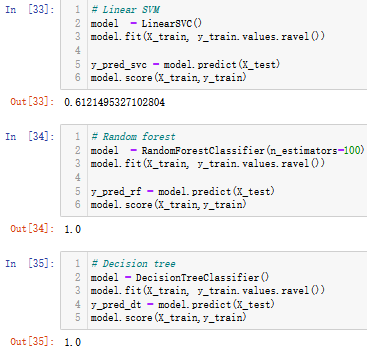 In [33]:
1 # Linear SVM
2 model = LinearSVC()
3 model.fit(X_train, y_train.values.ravel())
4
5 y_pred_svc = model.predict(X_test)
6 model.score(X_train,y_train)
Out[33]: 0.6121495327102804
In [34]:
1 # Random forest
2 model = RandomForestClassifier(n_estimators=100)
3 model.fit(X_train, y_train.values.ravel())
4
5 y_pred_rf = model.predict(X_test)
6 model.score(X_train,y_train)
Out[34]: 1.0
In [35]:
1 # Decision tree
2 model = DecisionTreeClassifier()
3 model.fit(X_train, y_train.values.ravel())
4 y_pred_dt = model.predict(X_test)
5 model.score(X_train,y_train)
Out[35]: 1.0